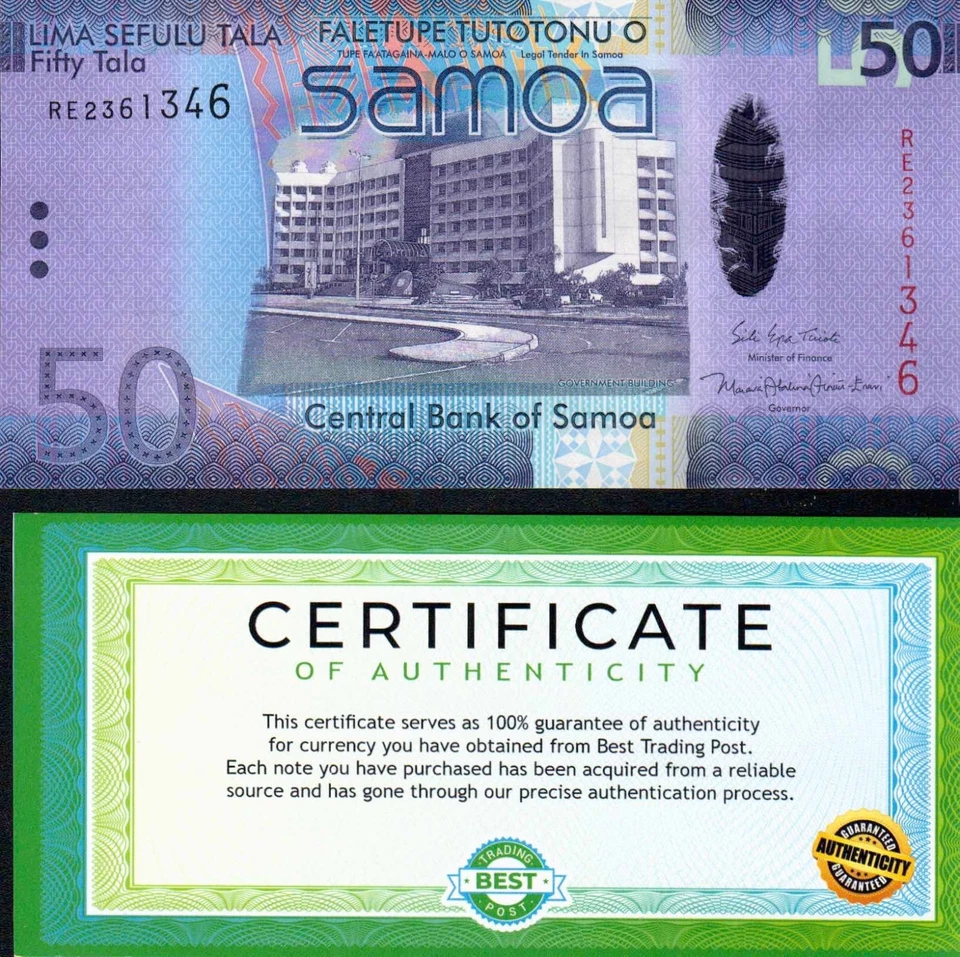 LIMA SEFULU TALA
Fifty Tala
RE2361346
FALETUPE TUTOTONU O
TUPE FA'ATAGAINA-MALO O SAMOA Legal Tender In Samoa
samoa
50
RE2361346
Minister of Finance
Governor
GOVERNMENT BUILDING
50
Central Bank of Samoa
CERTIFICATE
OF AUTHENTICITY
This certificate serves as 100% guarantee of authenticity
for currency you have obtained from Best Trading Post.
Each note you have purchased has been acquired from a reliable
source and has gone through our precise authentication process.
TRADING
BEST
POST
GUARANTEED
AUTHENTICITY
GUARANTEED